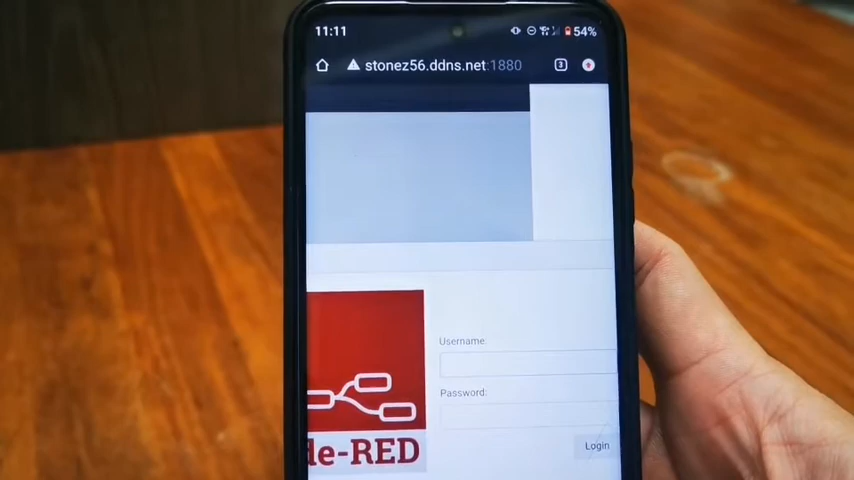 11:11 54%
stonez56.ddns.net:1880 3
Username:
Password:
Login
de-RED